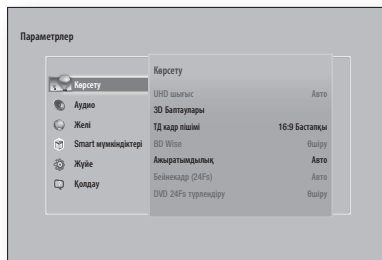 Параметрлер
Көрсету
Аудио
Желі
Smart мүмкіндіктері
Жүйе
Қолдау
Көрсету
UHD шығыс Авто
3D Баптаулары
ТД кадр пішімі 16:9 Бастапқы
BD Wise Өшіру
Ажыратымдылық Авто
Бейнекадр (24Fs) Авто
DVD 24Fs түрлендіру Өшіру